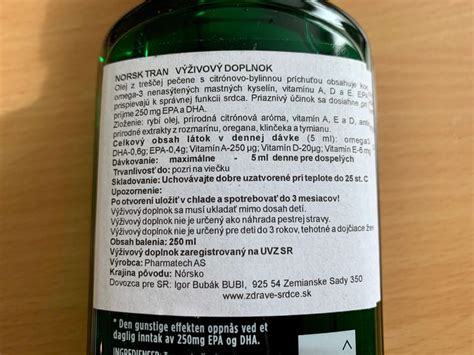 NORSK TRAN VÝŽIVOVÝ DOPLNOK
Olej z treščej pečene s citrónovo-bylinnou príchuťou obsahuje
omega-3 nenasýtených mastných kyselín, vitamínu A, D a E.
prispievajú k správnej funkcii srdca. Priaznivý účinok sa dosiahne
príjme 250 mg EPA a DHA.
Zloženie: rybí olej, prírodná citrónová aróma, vitamín A, E a D,
prírodné extrakty z rozmarínu, oregana, klinčeka a tymianu.
Celkový obsah látok v dennej dávke (5 ml): omega3
DHA-0,6g; EPA-0,4g; Vitamín A-250 µg; Vitamín D-20µg; Vitamín E-6 mg
Dávkovanie: maximálne - 5 ml denne pre dospelých
Trvanlivosť do: pozri na viečku
Skladovanie: Uchovávajte dobre uzatvorené pri teplote do 25 st. C
Upozornenie:
Po otvorení uložiť v chlade a spotrebovať do 3 mesiacov!
Výživový doplnok sa musí ukladať mimo dosah detí.
Výživový doplnok nie je určený ako náhrada pestrej stravy.
Výživový doplnok nie je určený pre deti do 3 rokov, tehotné a dojčiace
Obsah balenia: 250 ml
Výživový doplnok zaregistrovaný na UVZ SR
Výrobca: Pharmatech AS
Krajina pôvodu: Nórsko
Dovozca pre SR: Igor Bubák BUBI, 925 54 Zemianske Sady 350
www.zdrave-srdce.sk
* Den gunstige effekten oppnås ved et
daglig inntak av 250mg EPA og DHA.
INGREDIENSER: